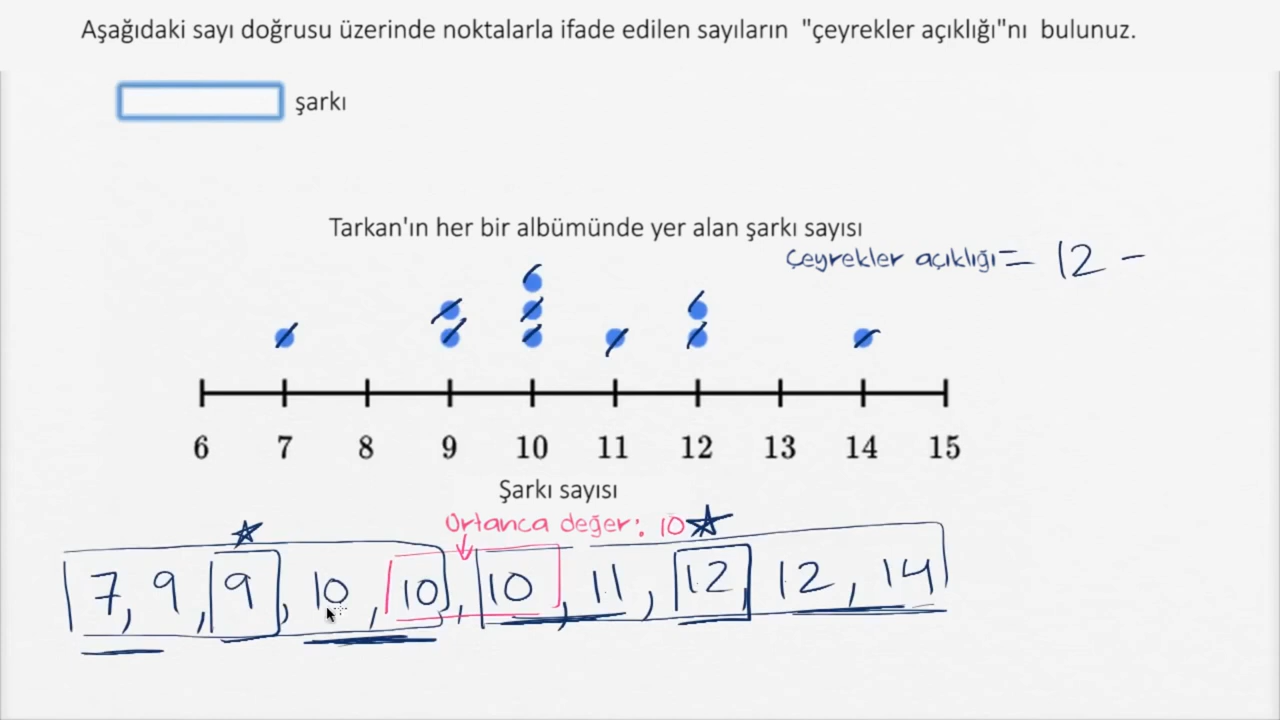 Aşağıdaki sayı doğrusu üzerinde noktalarla ifade edilen sayıların "çeyrekler açıklığı"nı bulunuz.
şarkı
Tarkan'ın her bir albümünde yer alan şarkı sayısı
Çeyrekler açıklığı = 12 -
6 7 8 9 10 11 12 13 14 15
Şarkı sayısı
Ortanca değer: 10
7, 9, 9, 10, 10, 10, 11, 12, 12, 14